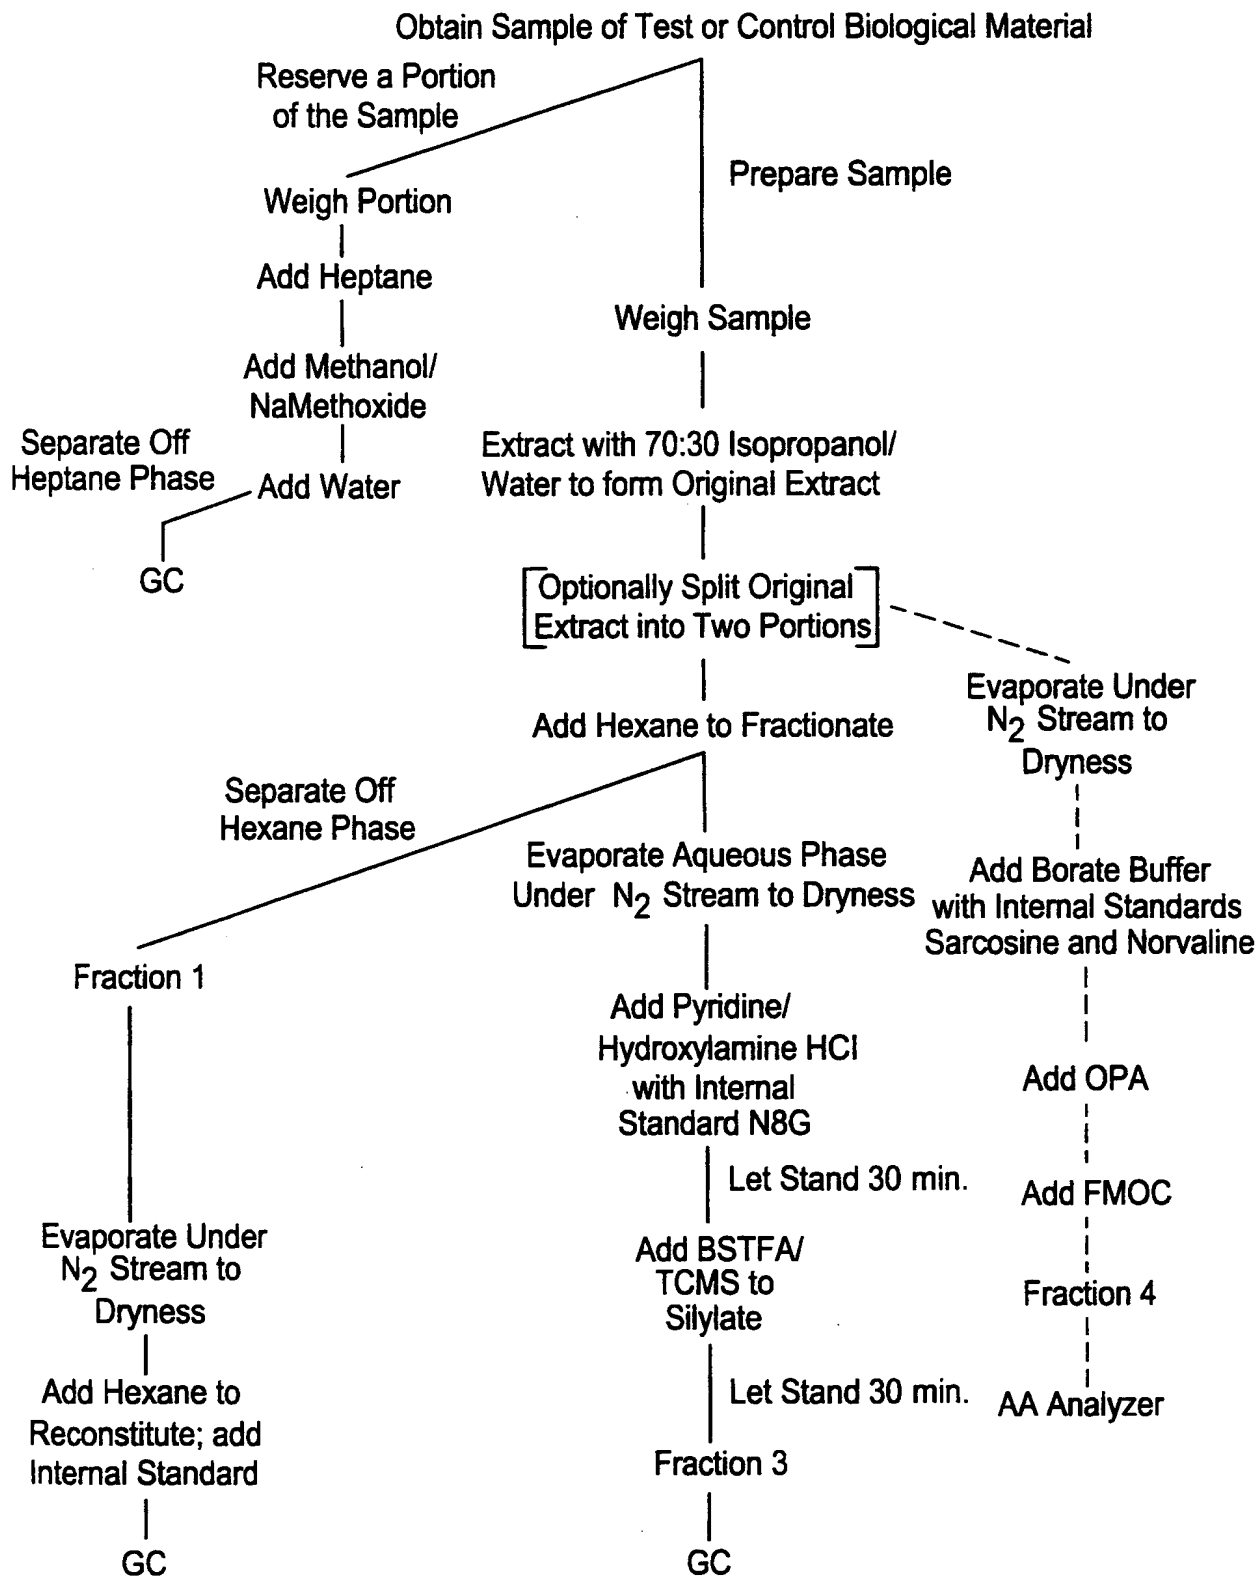 Obtain Sample of Test or Control Biological Material
Reserve a Portion
of the Sample
Prepare Sample
Weigh Portion
Add Heptane
Weigh Sample
Add Methanol/
NaMethoxide
Separate Off
Heptane Phase
Add Water
GC
Extract with 70:30 Isopropanol/
Water to form Original Extract
Optionally Split Original
Extract into Two Portions
Evaporate Under
N2 Stream to
Dryness
Add Hexane to Fractionate
Separate Off
Hexane Phase
Evaporate Aqueous Phase
Under N2 Stream to Dryness
Add Borate Buffer
with Internal Standards
Sarcosine and Norvaline
Fraction 1
Add Pyridine/
Hydroxylamine HCl
with Internal
Standard N8G
Add OPA
Let Stand 30 min.
Add FMOC
Evaporate Under
N2 Stream to
Dryness
Add BSTFA/
TCMS to
Silylate
Fraction 4
Add Hexane to
Reconstitute; add
Internal Standard
Let Stand 30 min.
AA Analyzer
Fraction 3
GC
GC